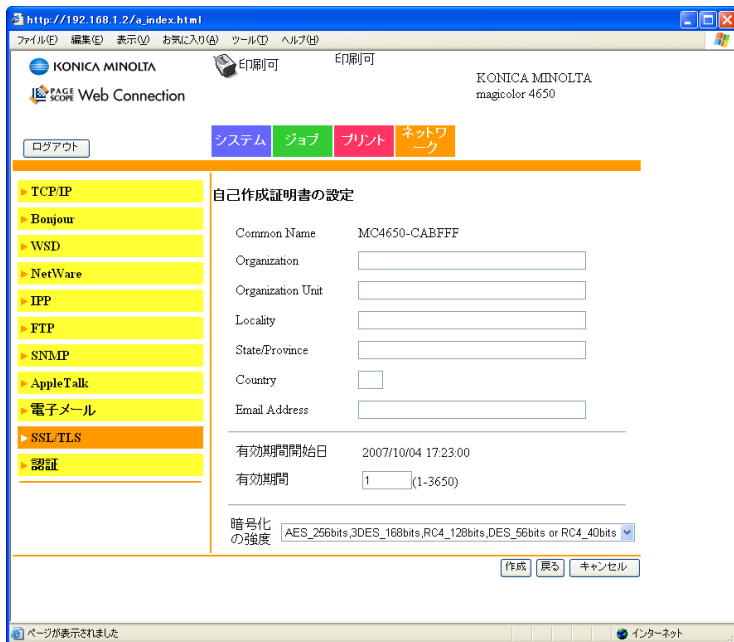 http://192.168.1.2/a_index.html
ファイル(F) 編集(E) 表示(V) お気に入り(A) ツール(T) ヘルプ(H)
KONICA MINOLTA
印刷可
印刷可
KONICA MINOLTA
magicolor 4650
PAGE SCOPE Web Connection
ログアウト
システム
ジョブ
プリント
ネットワ
ーク
TCP/IP
Bonjour
WSD
NetWare
IPP
FTP
SNMP
AppleTalk
電子メール
SSL/TLS
認証
自己作成証明書の設定
Common Name MC4650-CABFFF
Organization
Organization Unit
Locality
State/Province
Country
Email Address
有効期間開始日 2007/10/04 17:23:00
有効期間 1 (1-3650)
暗号化
の強度
AES_256bits,3DES_168bits,RC4_128bits,DES_56bits or RC4_40bits
作成 戻る キャンセル
ページが表示されました
インターネット